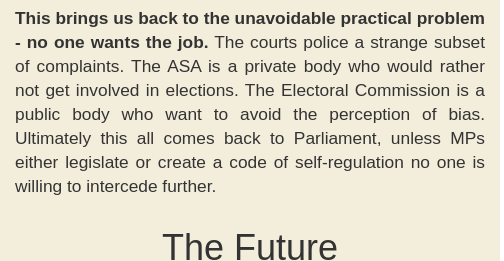 This brings us back to the unavoidable practical problem
- no one wants the job. The courts police a strange subset
of complaints. The ASA is a private body who would rather
not get involved in elections. The Electoral Commission is a
public body who want to avoid the perception of bias.
Ultimately this all comes back to Parliament, unless MPs
either legislate or create a code of self-regulation no one is
willing to intercede further.
The Future